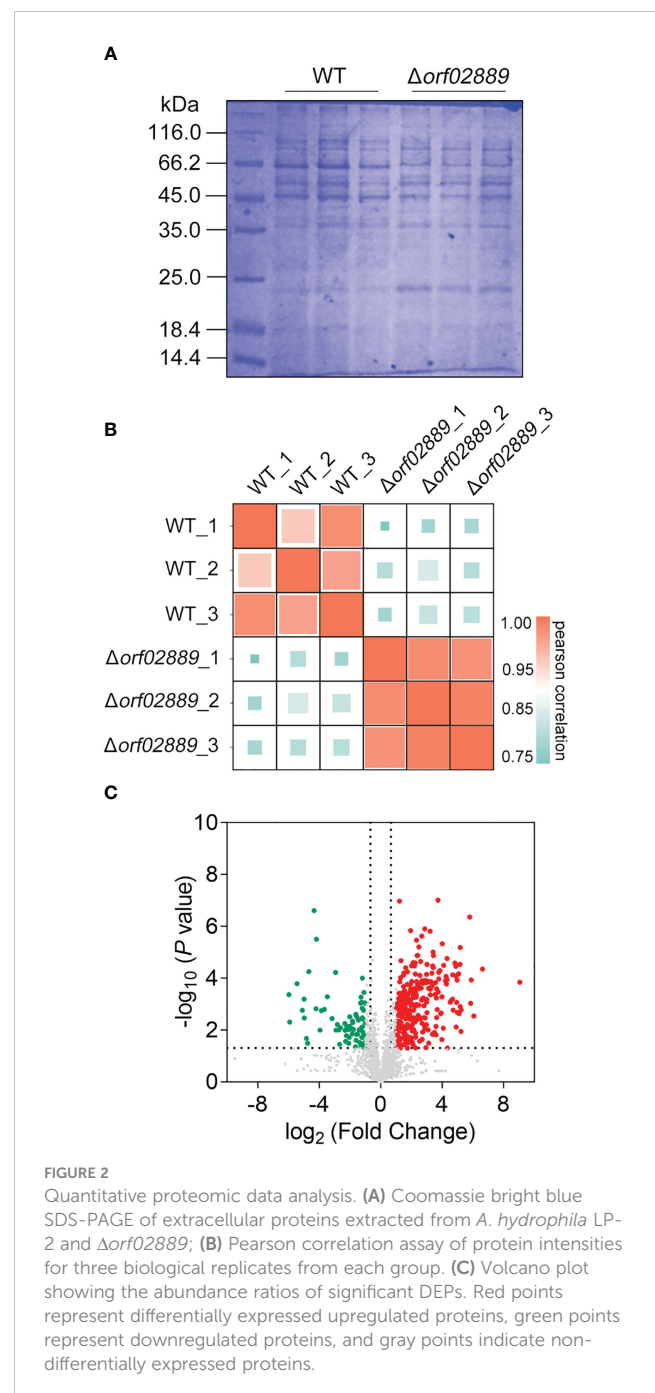 A
WT Δorf02889
kDa
116.0
66.2
45.0
35.0
25.0
18.4
14.4
B
WT_1 WT_2 WT_3 Δorf02889_1 Δorf02889_2 Δorf02889_3
WT_1
WT_2
WT_3
Δorf02889_1
Δorf02889_2
Δorf02889_3
1.00
0.95
0.85
0.75
pearson correlation
C
10
8
6
4
2
0
-log10 (P value)
-8 -4 0 4 8
log2 (Fold Change)
FIGURE 2
Quantitative proteomic data analysis. (A) Coomassie bright blue
SDS-PAGE of extracellular proteins extracted from A. hydrophila LP-
2 and Δorf02889; (B) Pearson correlation assay of protein intensities
for three biological replicates from each group. (C) Volcano plot
showing the abundance ratios of significant DEPs. Red points
represent differentially expressed upregulated proteins, green points
represent downregulated proteins, and gray points indicate non-
differentially expressed proteins.